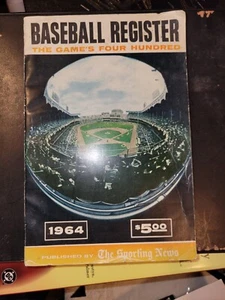 BASEBALL REGISTER
THE GAME'S FOUR HUNDRED
1964
$5.00
PUBLISHED BY The Sporting News